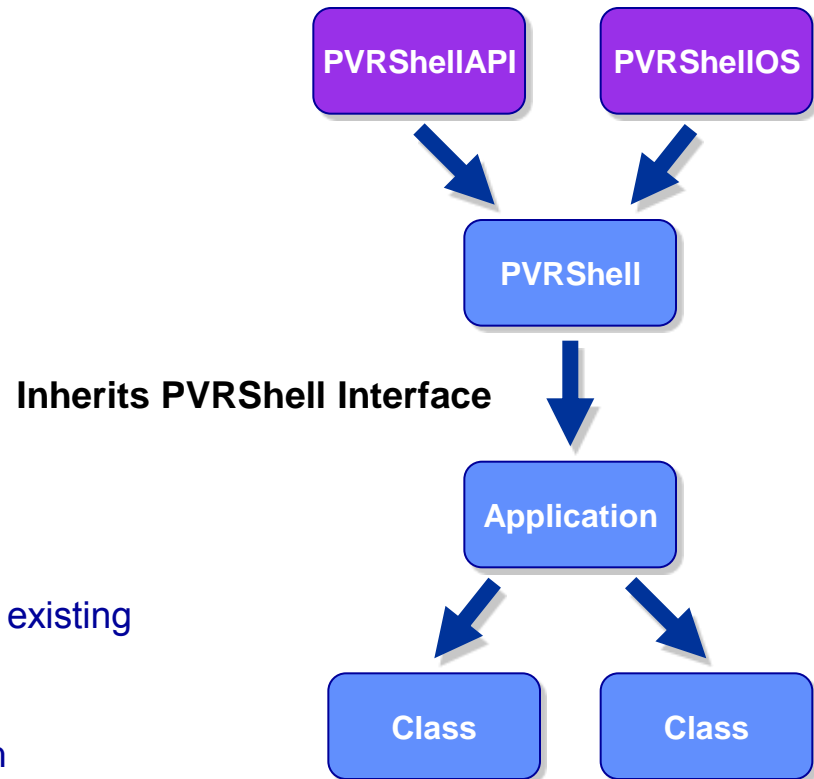 PVRShellAPI
PVRShellOS
PVRShell
Inherits PVRShell Interface
Application
existing
Class
Class